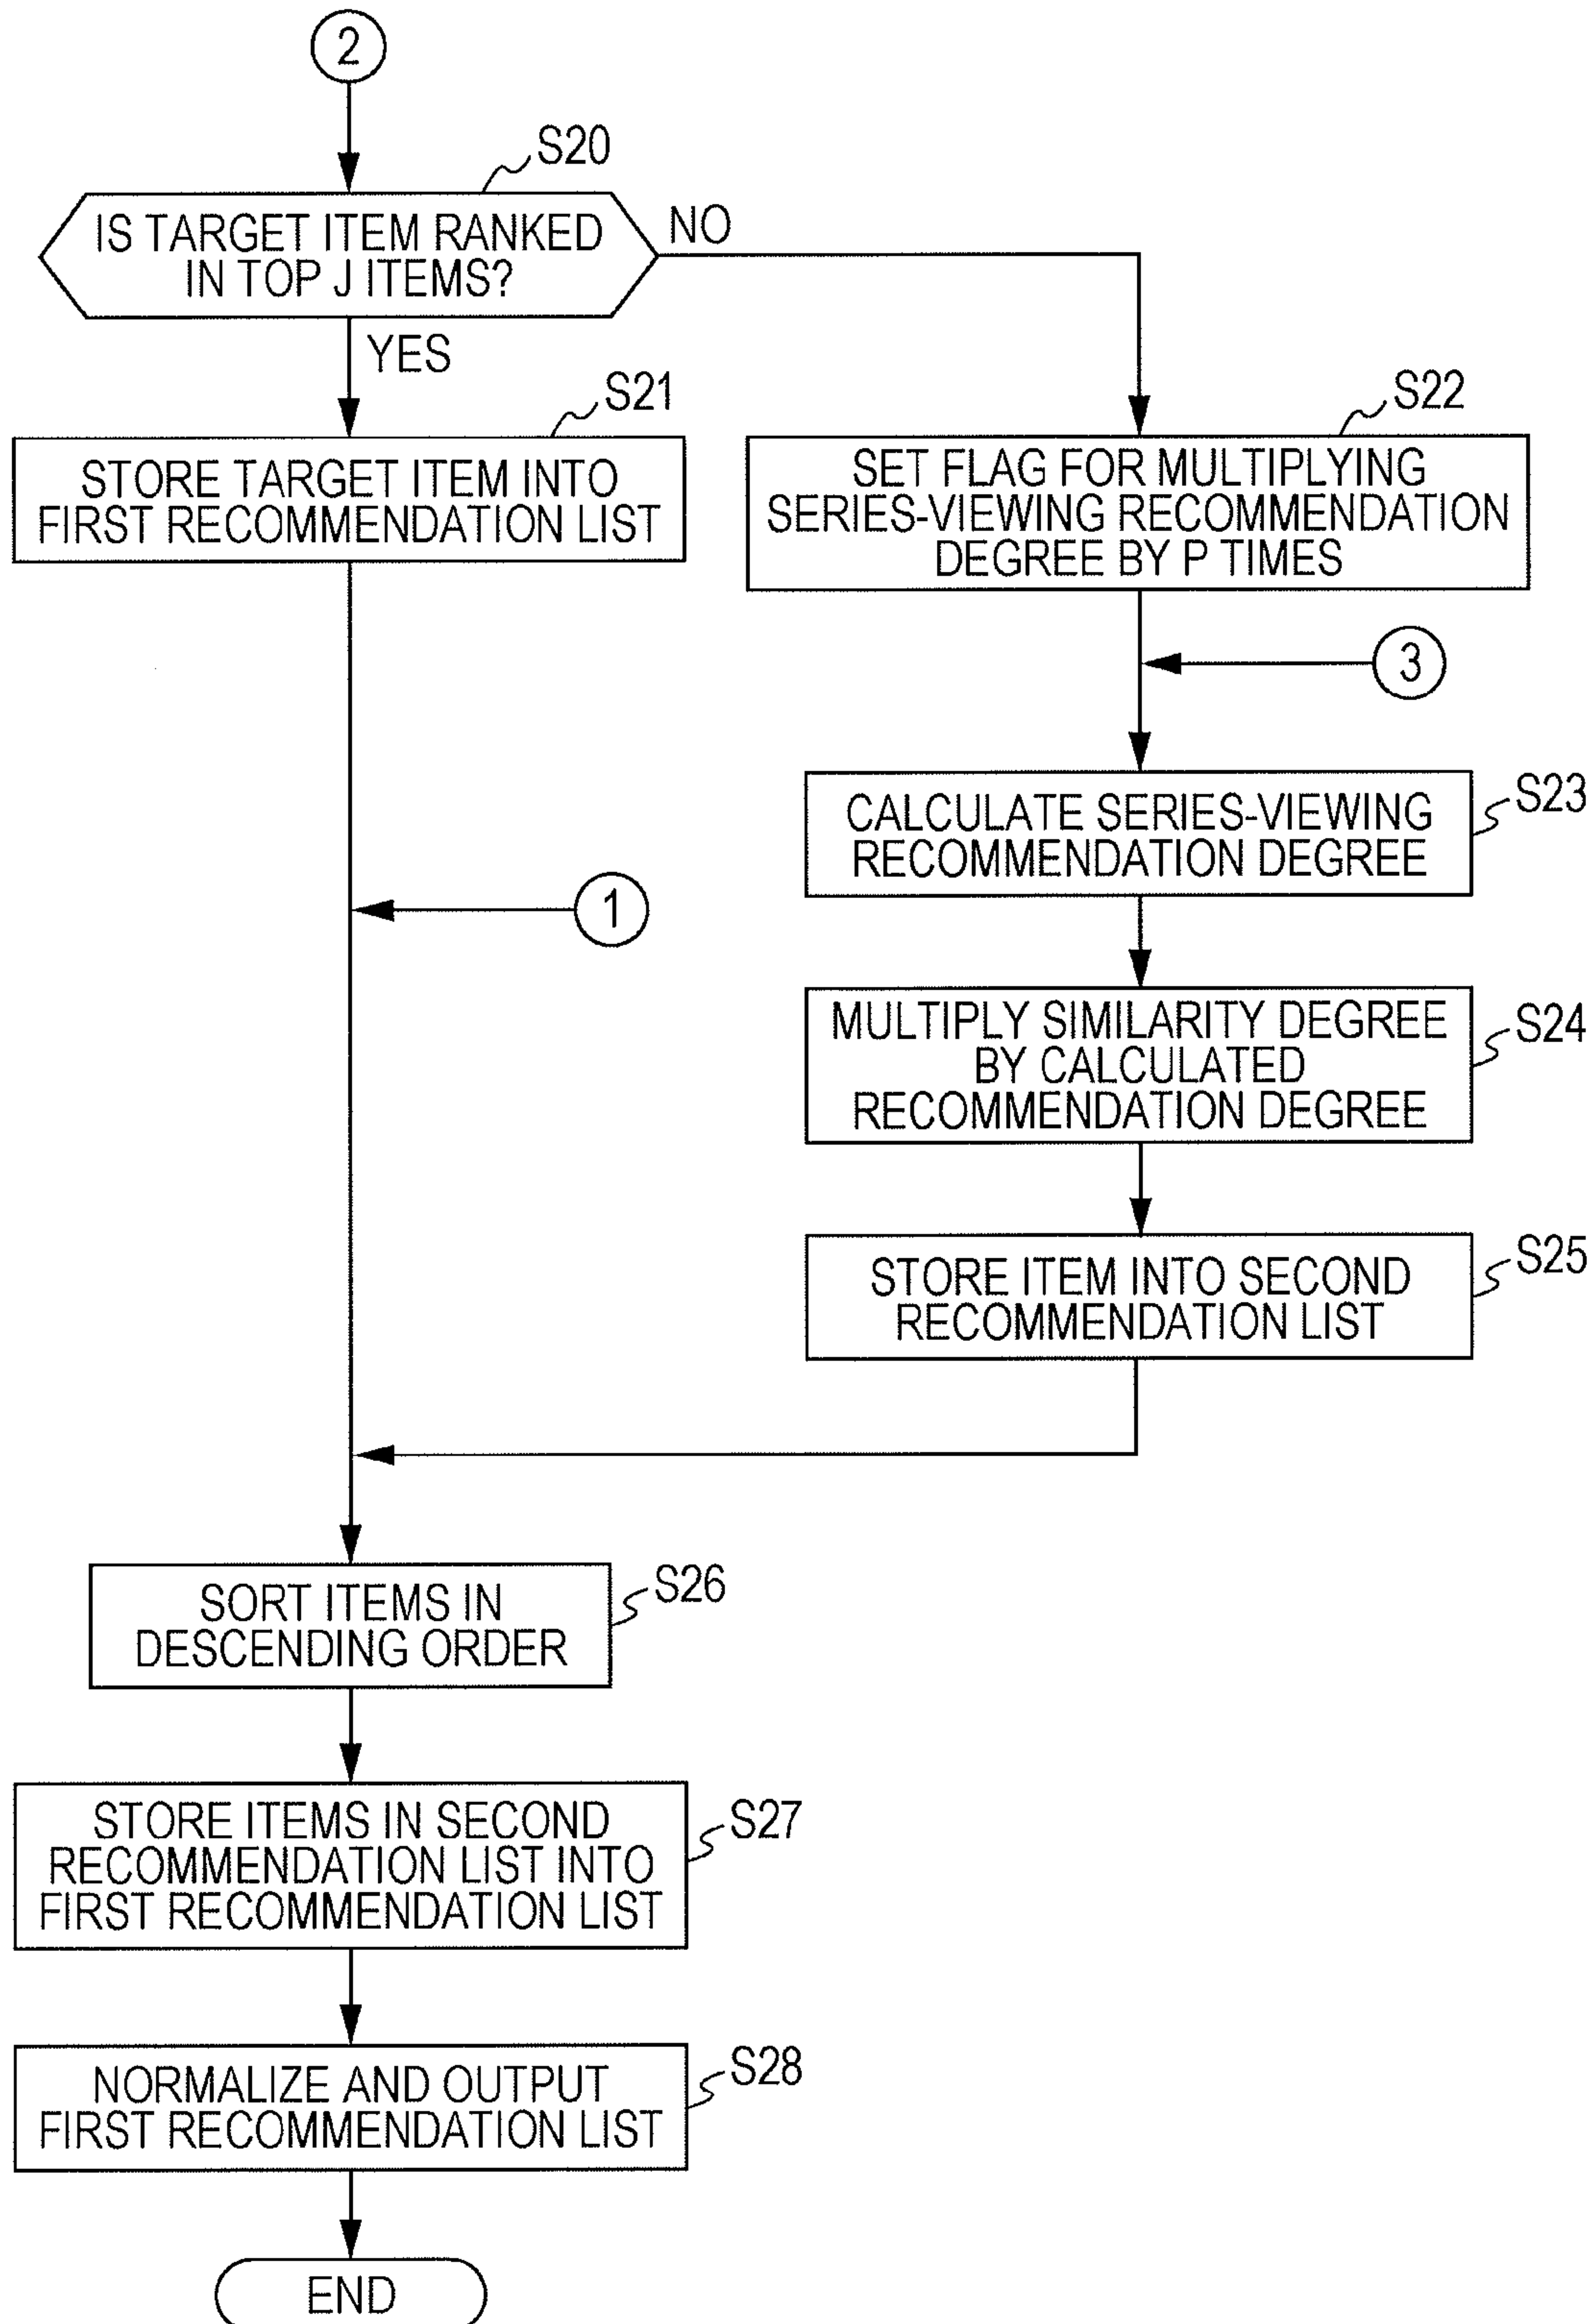 2
S20
IS TARGET ITEM RANKED
IN TOP J ITEMS?
NO
YES
S21
STORE TARGET ITEM INTO
FIRST RECOMMENDATION LIST
S22
SET FLAG FOR MULTIPLYING
SERIES-VIEWING RECOMMENDATION
DEGREE BY P TIMES
3
S23
CALCULATE SERIES-VIEWING
RECOMMENDATION DEGREE
1
S24
MULTIPLY SIMILARITY DEGREE
BY CALCULATED
RECOMMENDATION DEGREE
S25
STORE ITEM INTO SECOND
RECOMMENDATION LIST
S26
SORT ITEMS IN
DESCENDING ORDER
S27
STORE ITEMS IN SECOND
RECOMMENDATION LIST INTO
FIRST RECOMMENDATION LIST
S28
NORMALIZE AND OUTPUT
FIRST RECOMMENDATION LIST
END